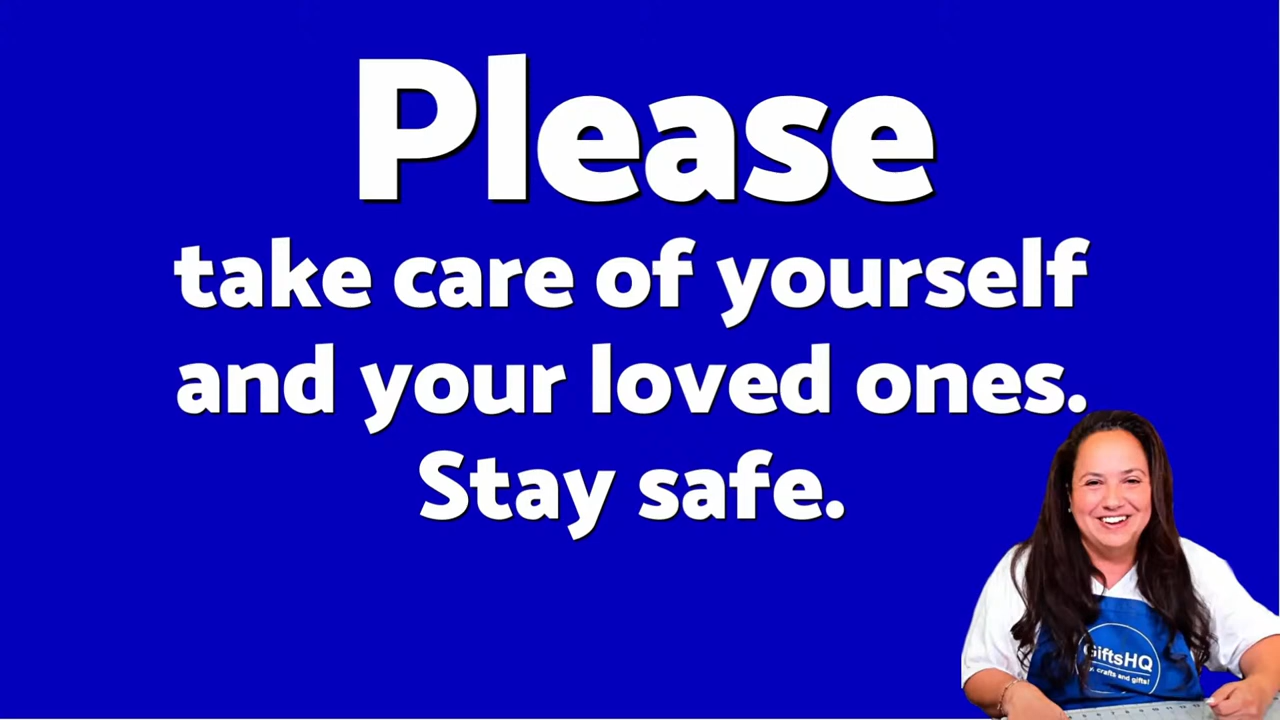 Please
take care of yourself
and your loved ones.
Stay safe.
GiftsHQ
crafts and gifts!